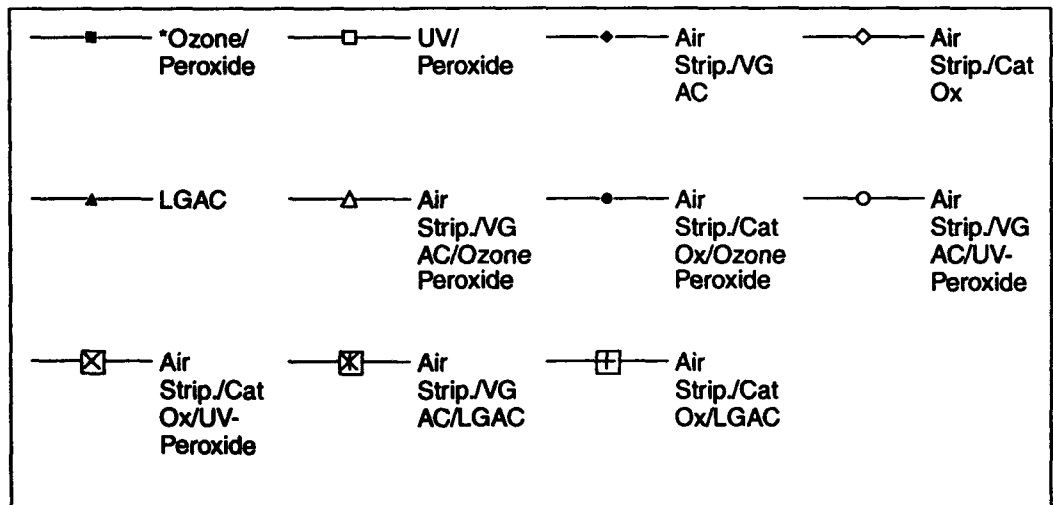 *Ozone/
Peroxide
UV/
Peroxide
Air
Strip./VG
AC
Air
Strip./Cat
Ox
LGAC
Air
Strip./VG
AC/Ozone
Peroxide
Air
Strip./Cat
Ox/Ozone
Peroxide
Air
Strip./VG
AC/UV-
Peroxide
Air
Strip./Cat
Ox/UV-
Peroxide
Air
Strip./VG
AC/LGAC
Air
Strip./Cat
Ox/LGAC